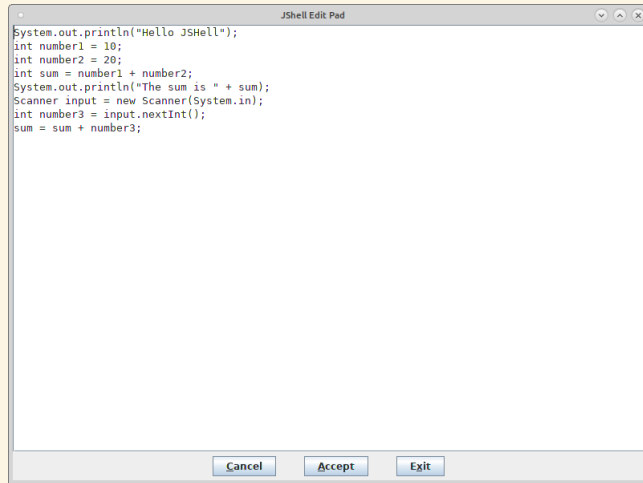 JShell Edit Pad
System.out.println("Hello JSHell");
int number1 = 10;
int number2 = 20;
int sum = number1 + number2;
System.out.println("The sum is " + sum);
Scanner input = new Scanner(System.in);
int number3 = input.nextInt();
sum = sum + number3;
Cancel Accept Exit